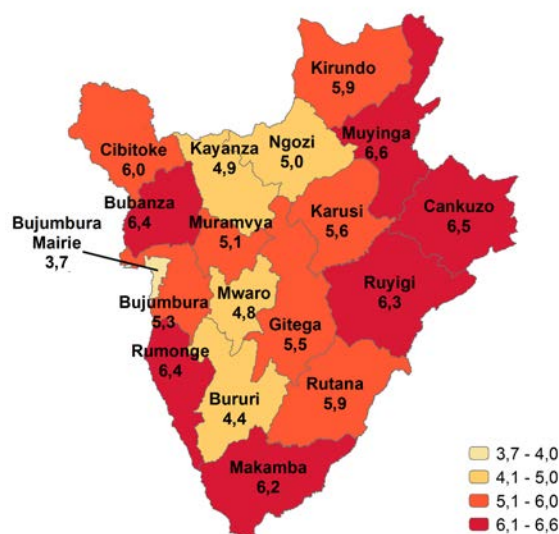 Kirundo
5,9
Muyinga
6,6
Ngozi
5,0
Kayanza
4,9
Cibitoke
6,0
Bubanza
6,4
Cankuzo
6,5
Karusi
5,6
Muramvya
5,1
Bujumbura
Mairie
3,7
Ruyigi
6,3
Mwaro
4,8
Bujumbura
5,3
Gitega
5,5
Rumonge
6,4
Rutana
5,9
Bururi
4,4
Makamba
6,2
3,7 - 4,0
4,1 - 5,0
5,1 - 6,0
6,1 - 6,6